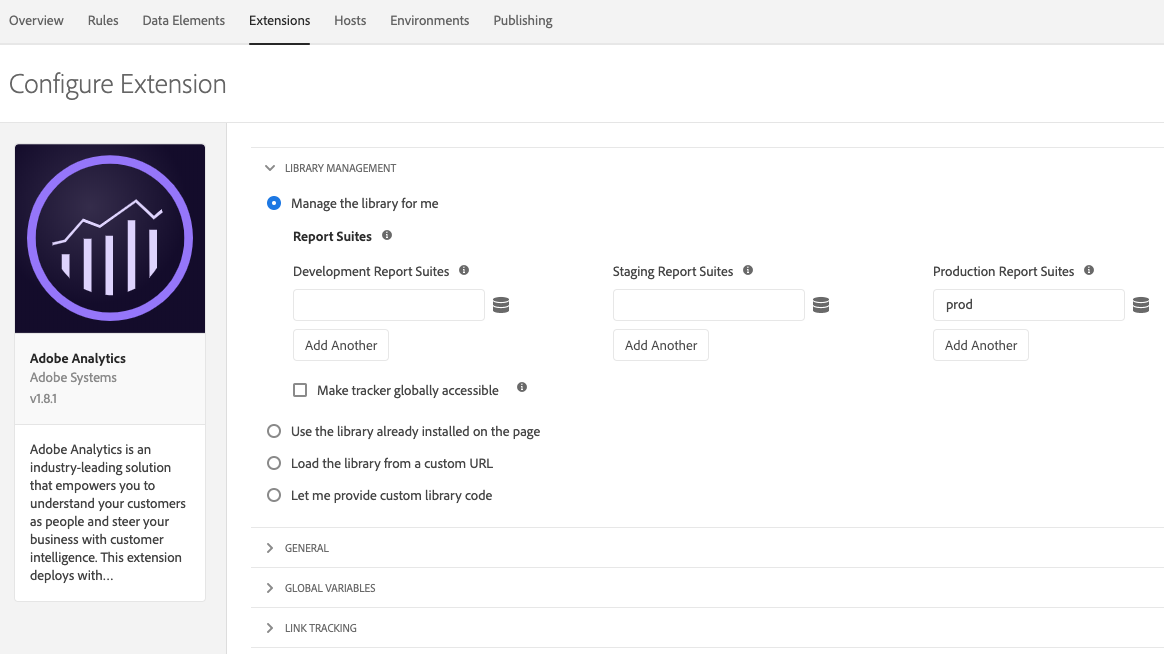 Overview Rules Data Elements Extensions Hosts Environments Publishing
Configure Extension
Adobe Analytics
Adobe Systems
v1.8.1
Adobe Analytics is an
industry-leading solution
that empowers you to
understand your customers
as people and steer your
business with customer
intelligence. This extension
deploys with...
LIBRARY MANAGEMENT
Manage the library for me
Report Suites
Development Report Suites Staging Report Suites Production Report Suites
prod
Add Another Add Another Add Another
Make tracker globally accessible
Use the library already installed on the page
Load the library from a custom URL
Let me provide custom library code
GENERAL
GLOBAL VARIABLES
LINK TRACKING